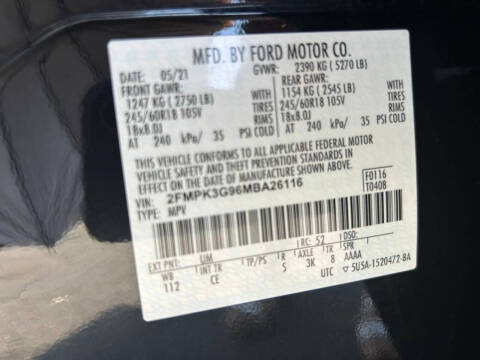 MFD. BY FORD MOTOR CO.
DATE: 05/21 GVWR: 2390 KG ( 5270 LB)
FRONT GAWR: REAR GAWR:
1247 KG ( 2750 LB) WITH 1154 KG ( 2545 LB) WITH
245/60R18 105V TIRES 245/60R18 105V TIRES
18x8.0J RIMS 18x8.0J RIMS
AT 240 kPa/ 35 PSI COLD AT 240 kPa/ 35 PSI COLD
THIS VEHICLE CONFORMS TO ALL APPLICABLE FEDERAL MOTOR
VEHICLE SAFETY AND THEFT PREVENTION STANDARDS IN
EFFECT ON THE DATE OF MANUFACTURE SHOWN ABOVE.
VIN: 2FMPK3G96MBA26116 F0116
TYPE: MPV T0408
EXT PNT: UM RC: 52 DSO:
WB INT TR TP/PS R AXLE TR SPR
112 CE S 3K 8 AAAA
UTC 5U5A-1520472-BA